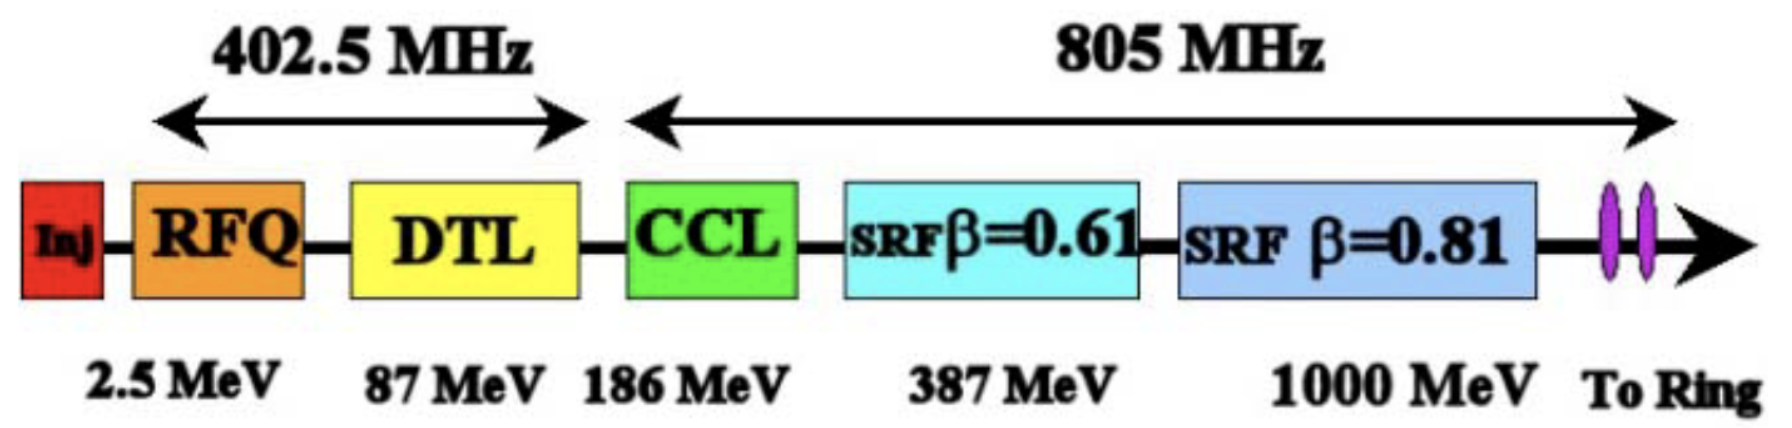 402.5 MHz 805 MHz
Inj RFQ DTL CCL SRF β=0.61 SRF β=0.81
2.5 MeV 87 MeV 186 MeV 387 MeV 1000 MeV To Ring